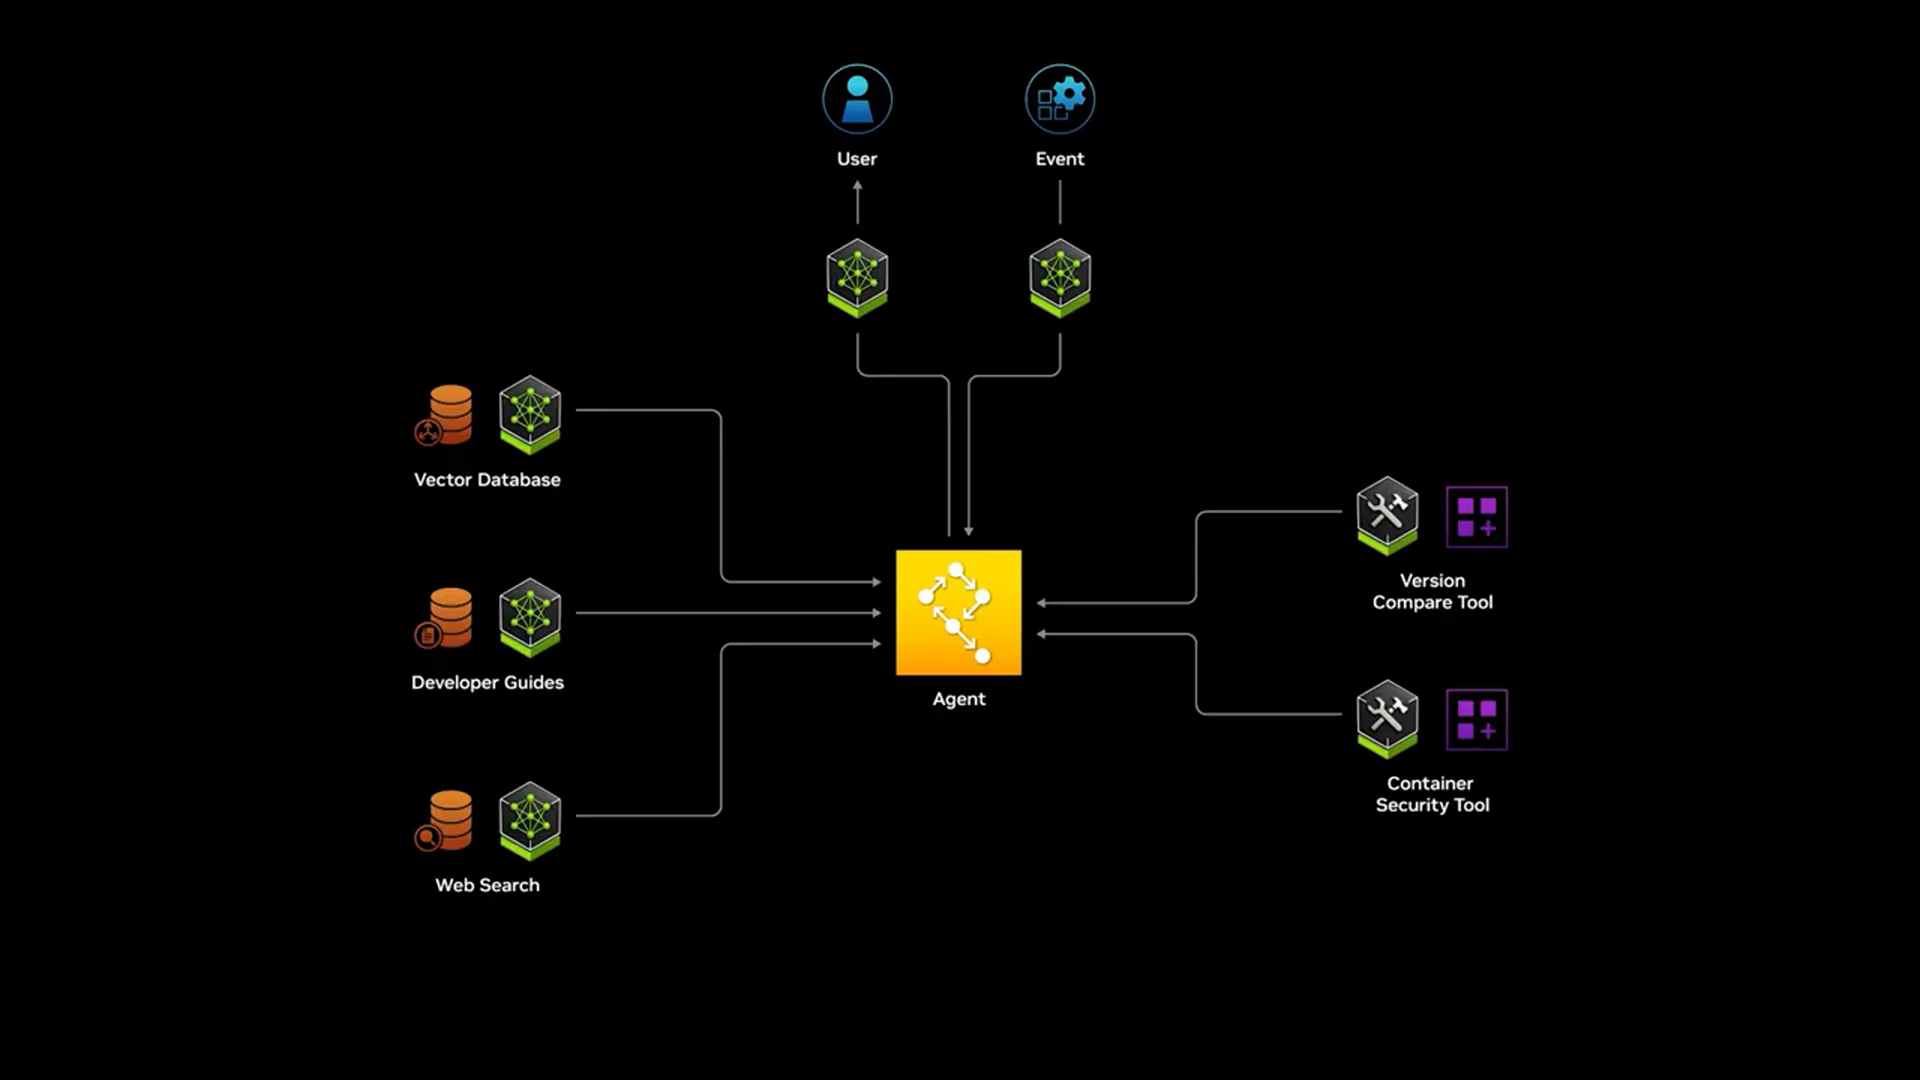 User
Event
Vector Database
Version
Compare Tool
Developer Guides
Agent
Container
Security Tool
Web Search